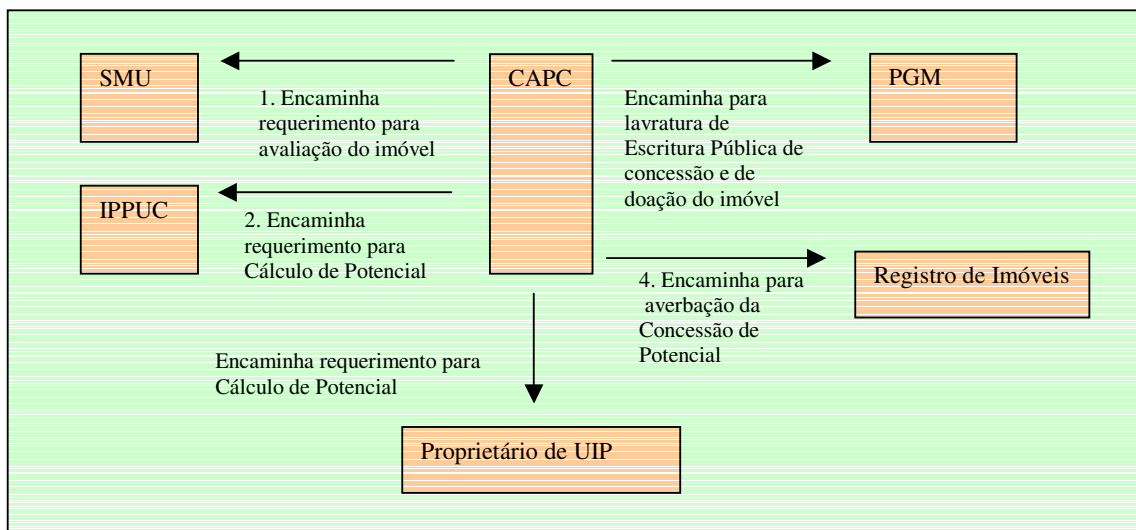 SMU
CAPC
PGM
1. Encaminha
requerimento para
avaliação do imóvel
Encaminha para
lavratura de
Escritura Pública de
concessão e de
doação do imóvel
IPPUC
2. Encaminha
requerimento para
Cálculo de Potencial
Registro de Imóveis
4. Encaminha para
averbação da
Concessão de
Potencial
Encaminha requerimento para
Cálculo de Potencial
Proprietário de UIP